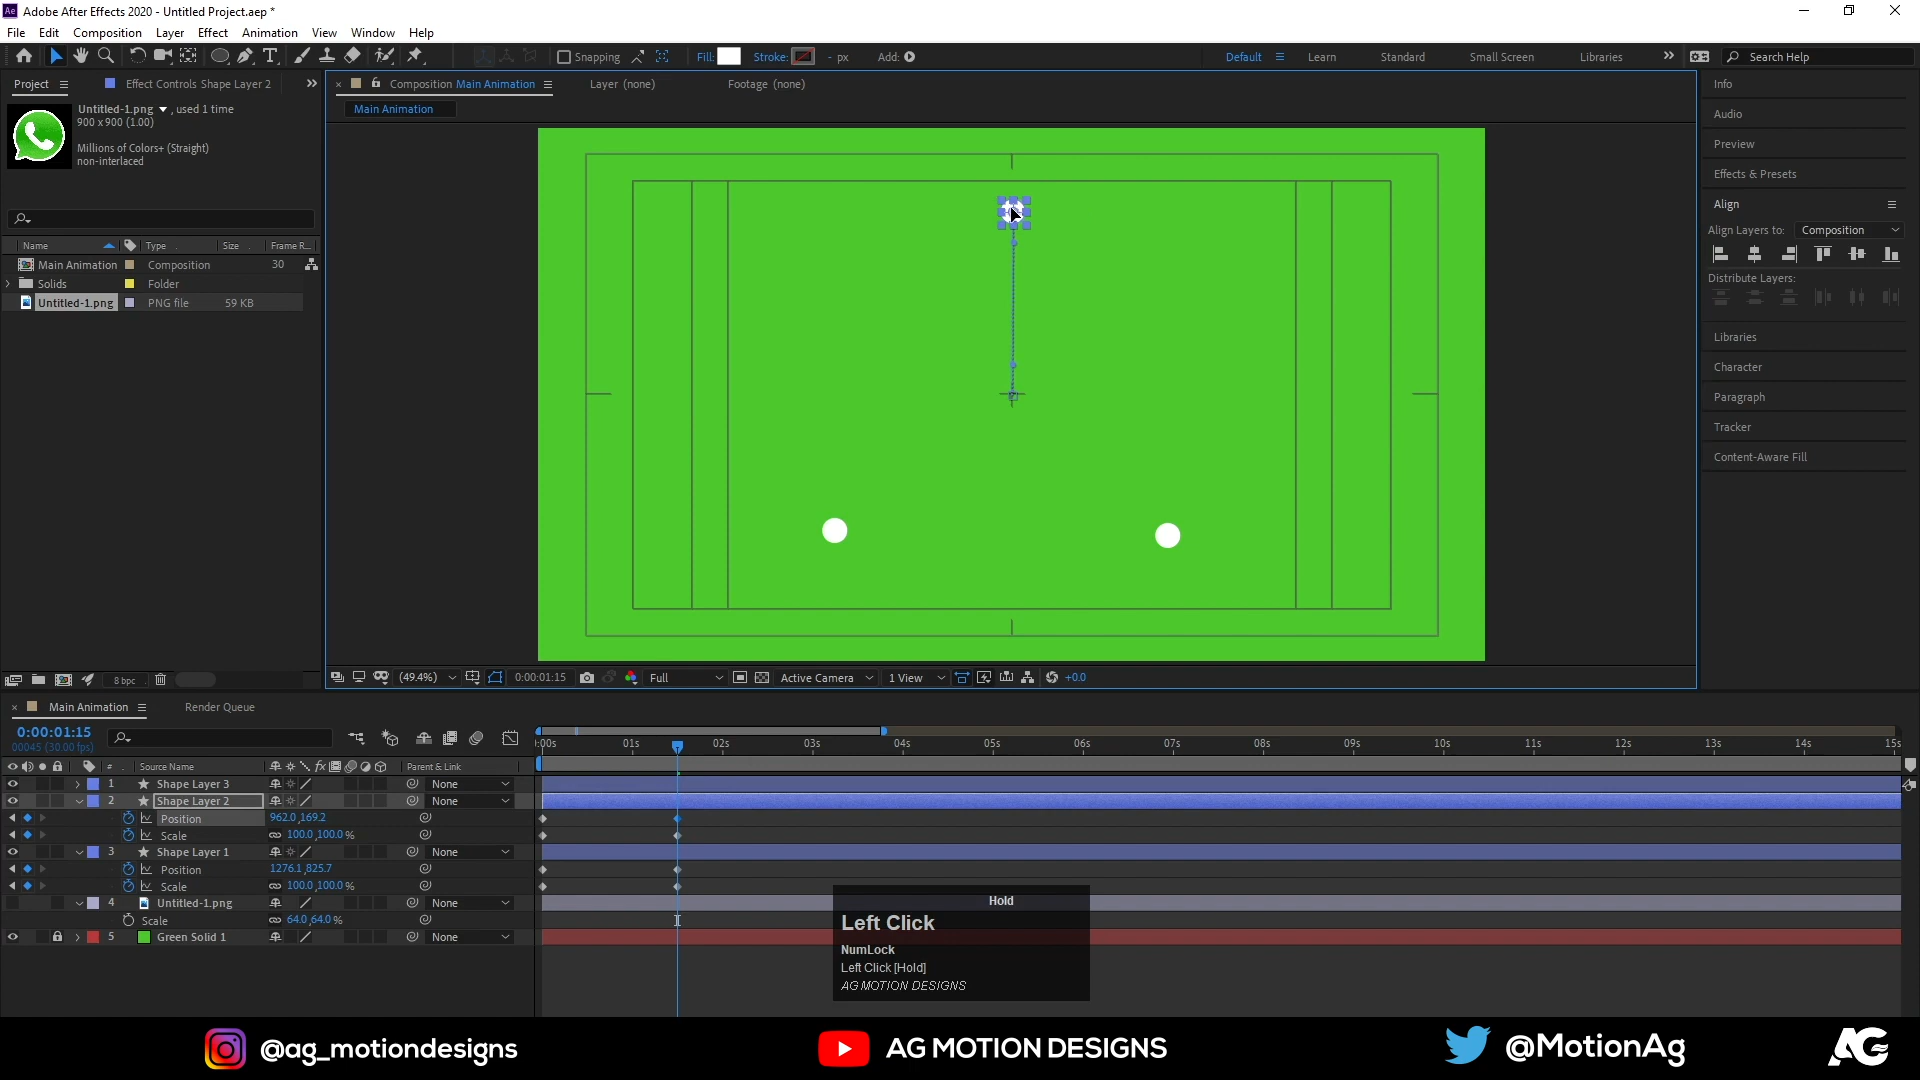 Ae Adobe After Effects 2020 - Untitled Project.aep *
File Edit Composition Layer Effect Animation View Window Help
Snapping Fill: Stroke: - px Add: Default Learn Standard Small Screen Libraries Search Help
Project Effect Controls Shape Layer 2 Composition Main Animation Layer (none) Footage (none) Info
Untitled-1.png , used 1 time
900 x 900 (1.00)
Millions of Colors+ (Straight)
non-interlaced
Main Animation
Audio
Preview
Effects & Presets
Align
Align Layers to: Composition
Distribute Layers:
Libraries
Character
Paragraph
Tracker
Content-Aware Fill
Name Type Size Frame R...
Main Animation Composition 30
Solids Folder
Untitled-1.png PNG file 59 KB
8 bpc (49.4%) 0:00:01:15 Full Active Camera 1 View +0.0
Main Animation Render Queue
0:00:01:15
00045 (30.00 fps)
:00s 01s 02s 03s 04s 05s 06s 07s 08s 09s 10s 11s 12s 13s 14s 15s
# Source Name Parent & Link
1 Shape Layer 3 None
2 Shape Layer 2 None
Position 962.0,169.2
Scale 100.0,100.0%
3 Shape Layer 1 None
Position 1276.1,825.7
Scale 100.0,100.0%
4 Untitled-1.png None
Scale 64.0,64.0%
5 Green Solid 1 None
Hold
Left Click
NumLock
Left Click [Hold]
AG MOTION DESIGNS
@ag_motiondesigns AG MOTION DESIGNS @MotionAg AG